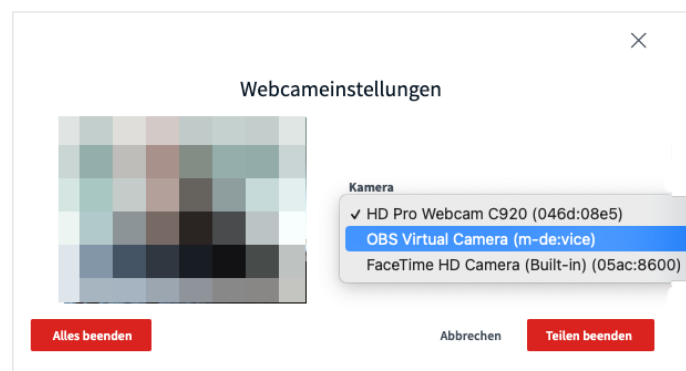 Webcameinstellungen
Kamera
✓ HD Pro Webcam C920 (046d:08e5)
OBS Virtual Camera (m-de:vice)
FaceTime HD Camera (Built-in) (05ac:8600)
Alles beenden
Abbrechen
Teilen beenden